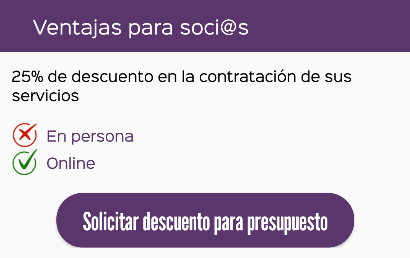 Ventajas para soci@s
25% de descuento en la contratación de sus
servicios
En persona
Online
Solicitar descuento para presupuesto